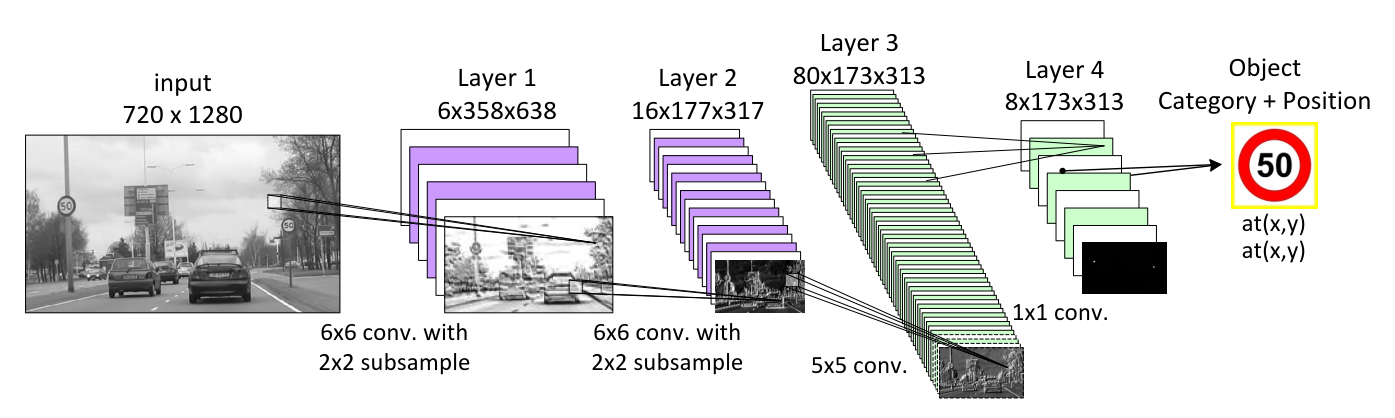 input
720 x 1280
Layer 1
6x358x638
Layer 2
16x177x317
Layer 3
80x173x313
Layer 4
8x173x313
Object
Category + Position
50
50
50
at(x,y)
at(x,y)
6x6 conv. with
2x2 subsample
6x6 conv. with
2x2 subsample
5x5 conv.
1x1 conv.